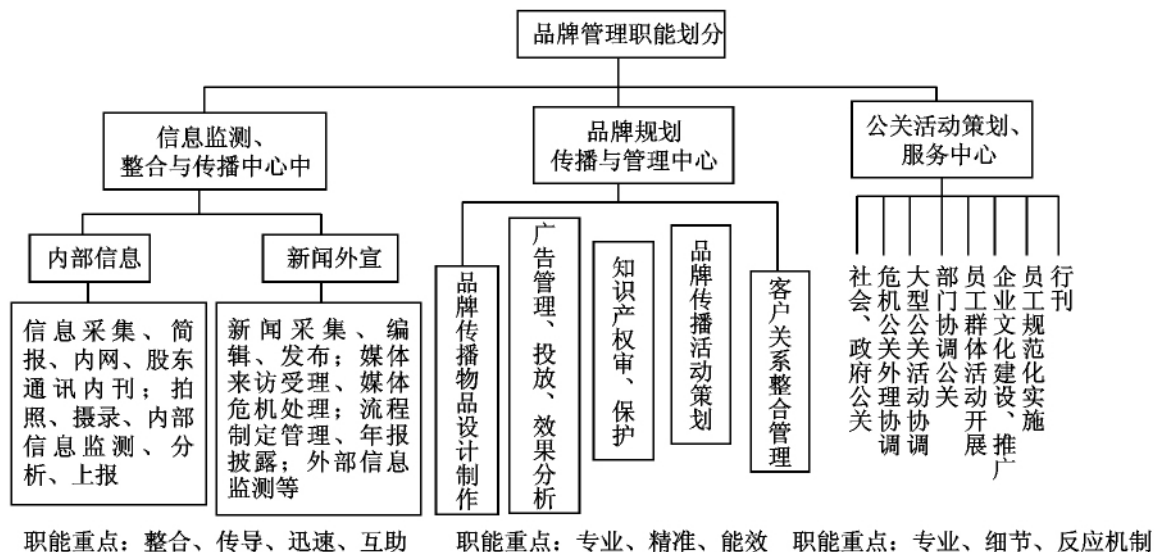 品牌管理职能划分
信息监测、
整合与传播中心中
品牌规划
传播与管理中心
公关活动策划、
服务中心
内部信息
新闻外宣
信息采集、简
报、内网、股东
通讯内刊；拍
照、摄录、内部
信息监测、分
析、上报
新闻采集、编
辑、发布；媒体
来访受理、媒体
危机处理；流程
制定管理、年报
披露；外部信息
监测等
品牌传播物品设计制作
广告管理、投放、效果分析
知识产权审、保护
品牌传播活动策划
客户关系整合管理
社会、政府公关
危机公关外理协调
大型公关活动协调
部门协调公关
员工群体活动开展
企业文化建设、推广
员工规范化实施
行刊
职能重点：整合、传导、迅速、互助
职能重点：专业、精准、能效
职能重点：专业、细节、反应机制